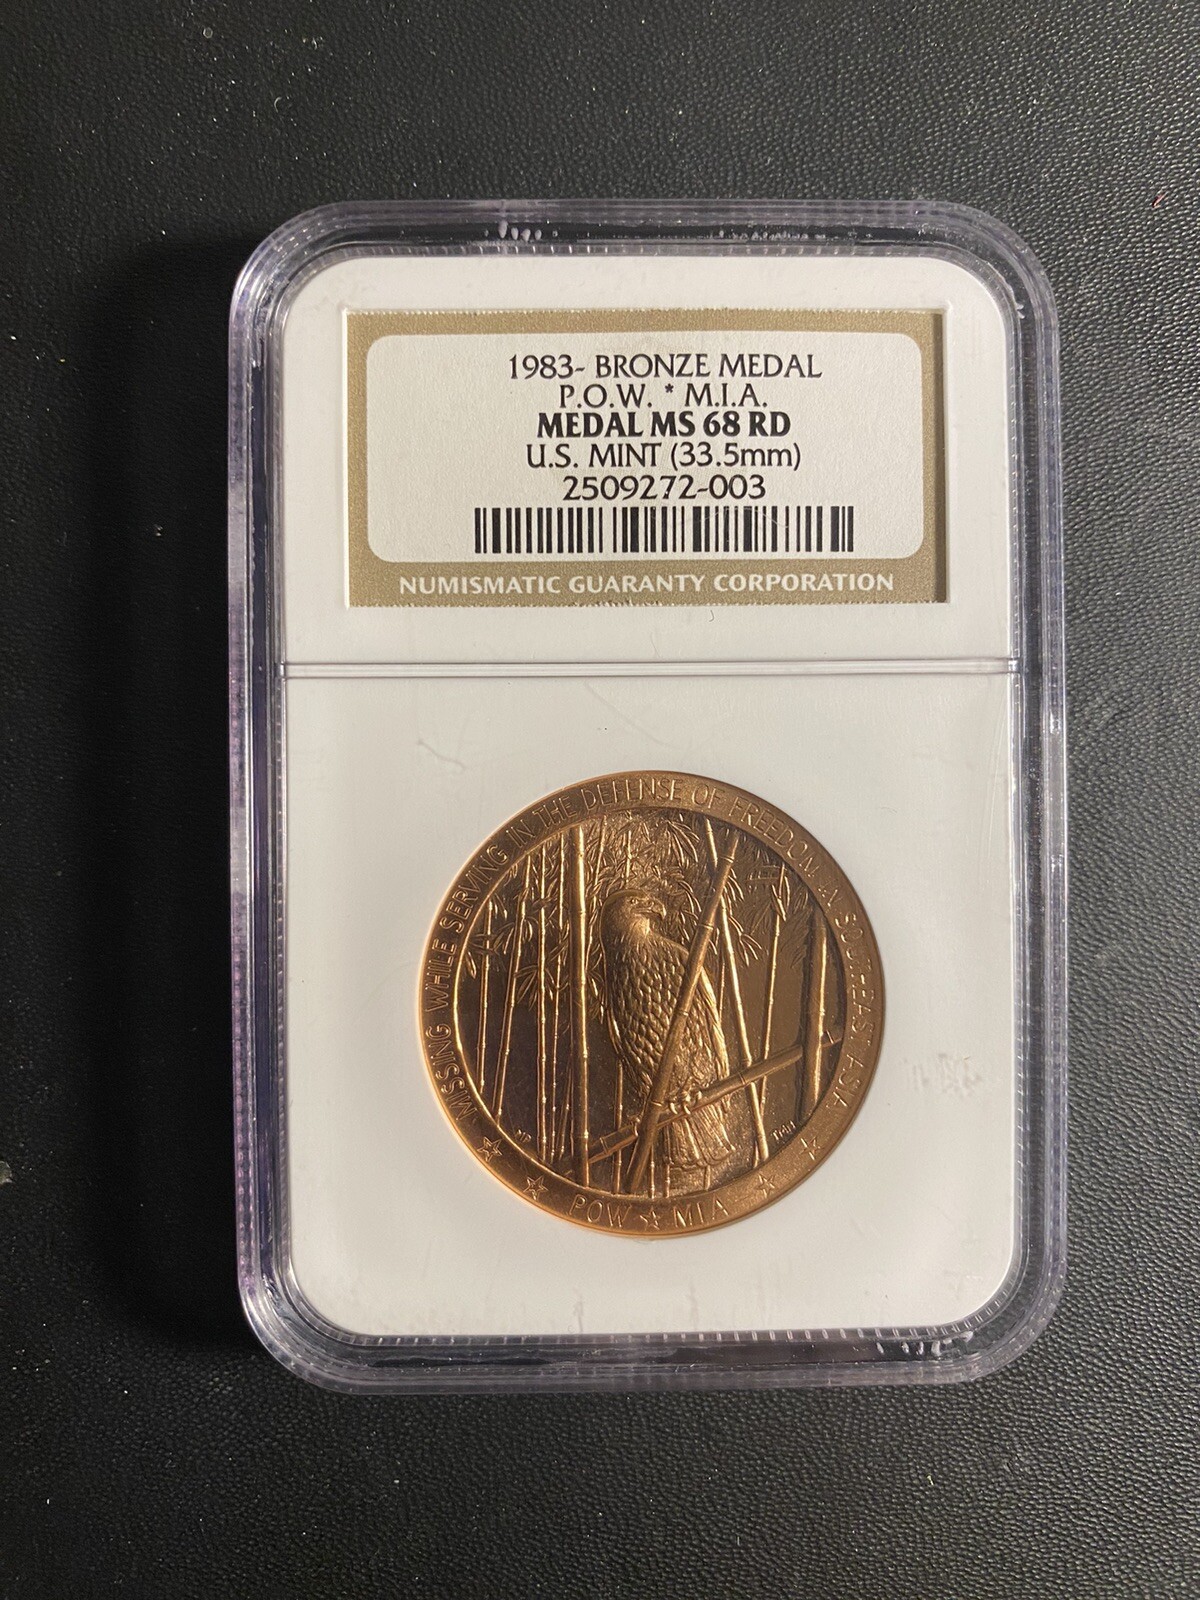 1983- BRONZE MEDAL
P.O.W. * M.I.A.
MEDAL MS 68 RD
U.S. MINT (33.5mm)
2509272-003
NUMISMATIC GUARANTY CORPORATION
MISSING WHILE SERVING IN THE DEFENSE OF FREEDOM IN SOUTHEAST ASIA
POW ☆ MIA